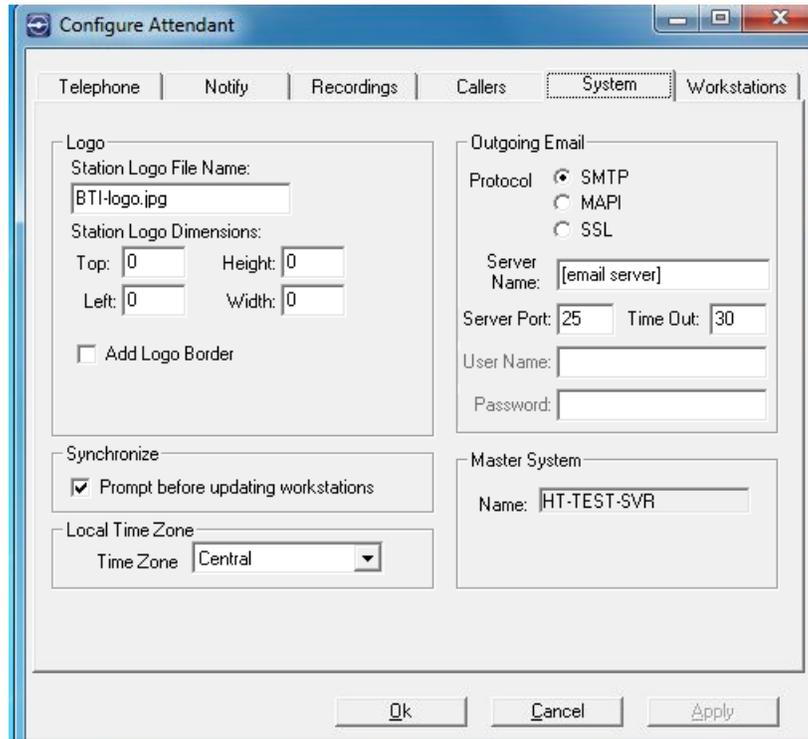 Configure Attendant
Telephone Notify Recordings Callers System Workstations
Logo
Station Logo File Name:
BTI-logo.jpg
Station Logo Dimensions:
Top: 0 Height: 0
Left: 0 Width: 0
Add Logo Border
Synchronize
Prompt before updating workstations
Local Time Zone
Time Zone Central
Outgoing Email
Protocol SMTP
MAPI
SSL
Server
Name: [email server]
Server Port: 25 Time Out: 30
User Name:
Password:
Master System
Name: HT-TEST-SVR
Ok Cancel Apply